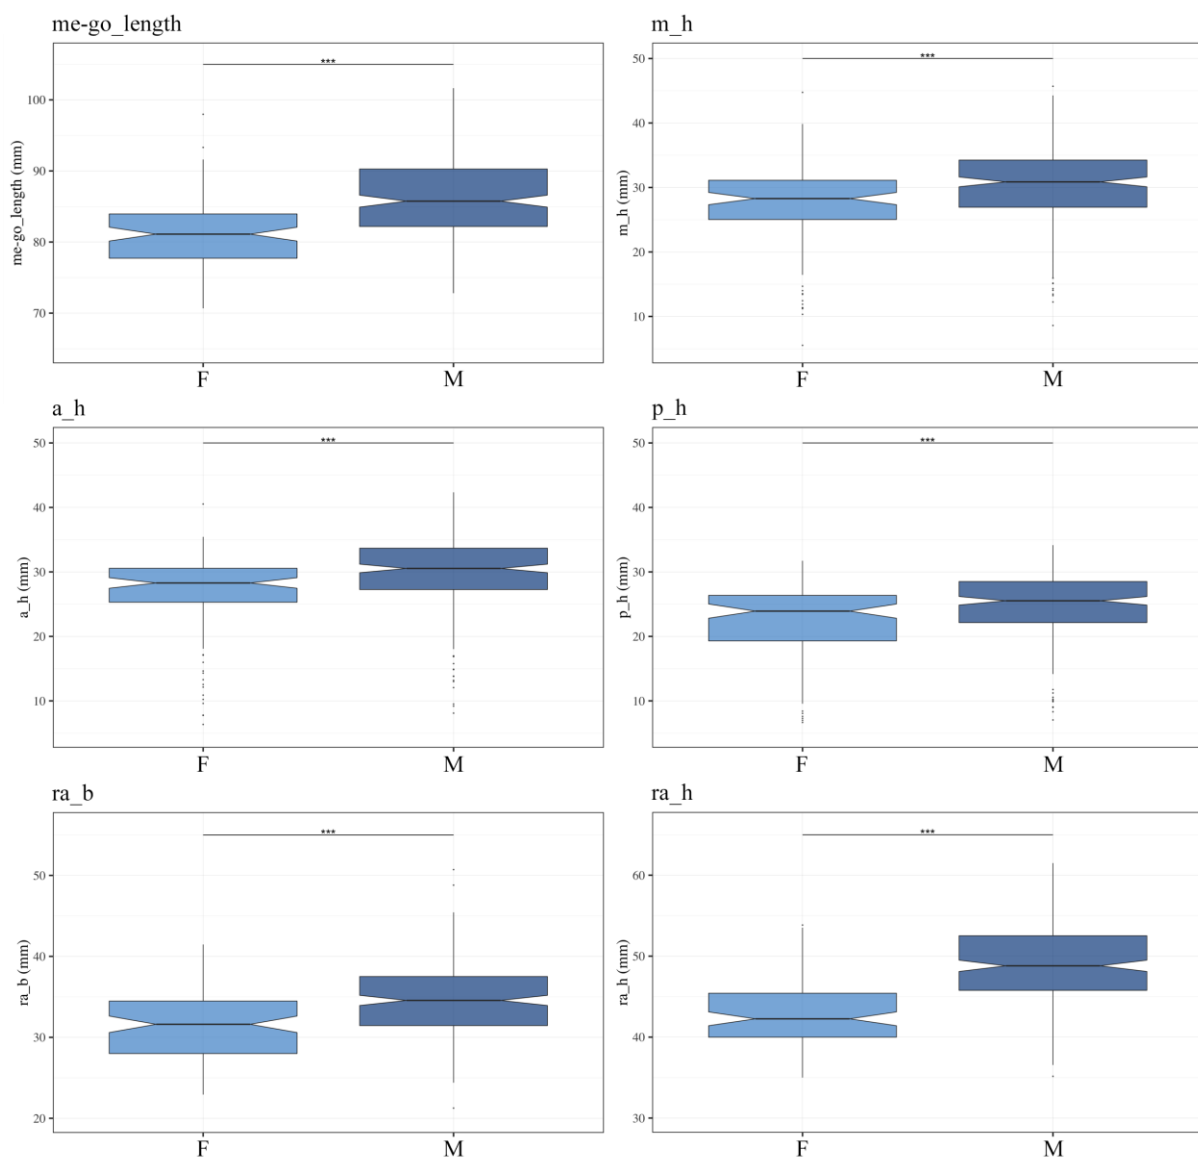 me-go_length
***
100
90
80
70
me-go_length (mm)
F
M
m_h
***
50
40
30
20
10
m_h (mm)
F
M
a_h
***
50
40
30
20
10
a_h (mm)
F
M
p_h
***
50
40
30
20
10
p_h (mm)
F
M
ra_b
***
50
40
30
20
ra_b (mm)
F
M
ra_h
***
60
50
40
30
ra_h (mm)
F
M